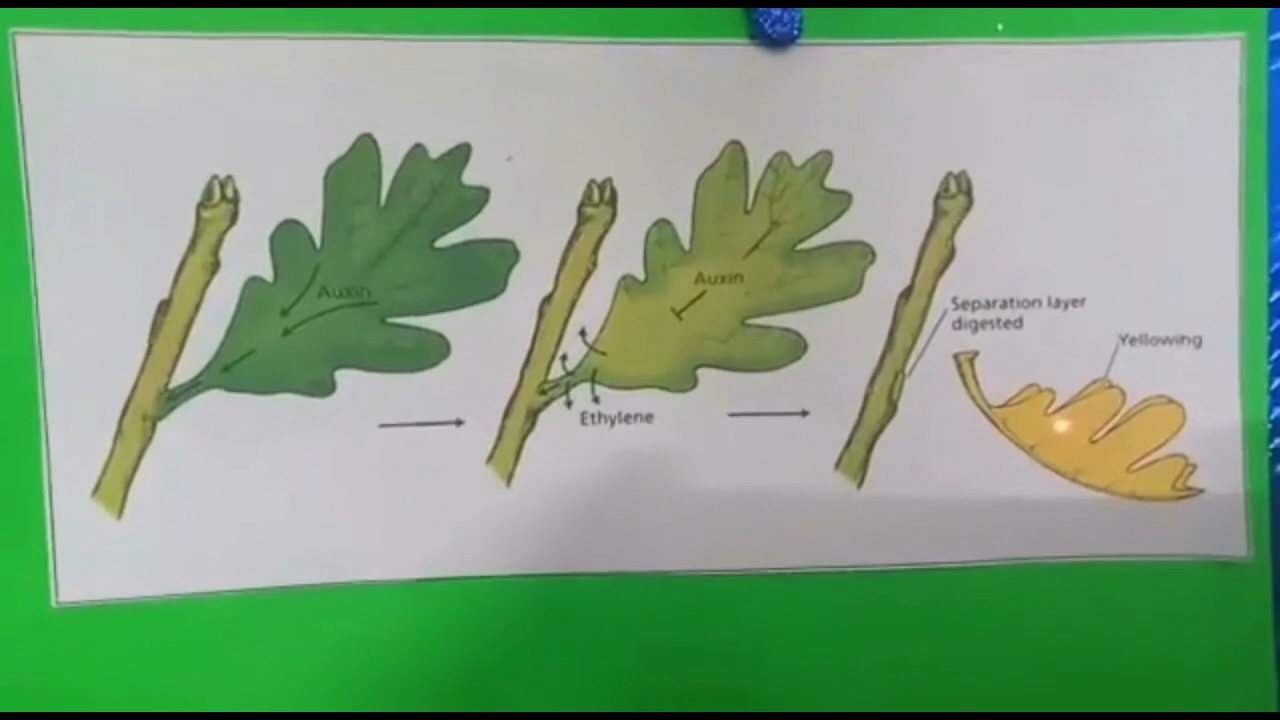 Auxin
Auxin
Ethylene
Separation layer
digested
Yellowing